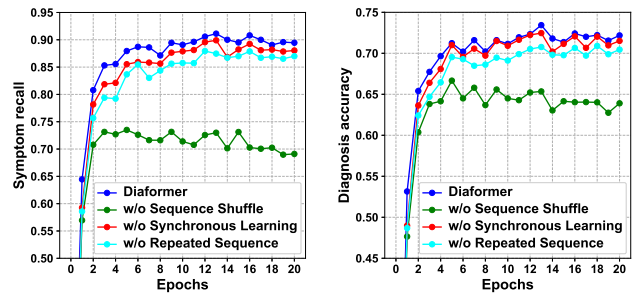 Symptom recall
0.95
0.90
0.85
0.80
0.75
0.70
0.65
0.60
0.55
0.50
Diaformer
w/o Sequence Shuffle
w/o Synchronous Learning
w/o Repeated Sequence
0 2 4 6 8 10 12 14 16 18 20
Epochs
Diagnosis accuracy
0.75
0.70
0.65
0.60
0.55
0.50
0.45
Diaformer
w/o Sequence Shuffle
w/o Synchronous Learning
w/o Repeated Sequence
0 2 4 6 8 10 12 14 16 18 20
Epochs